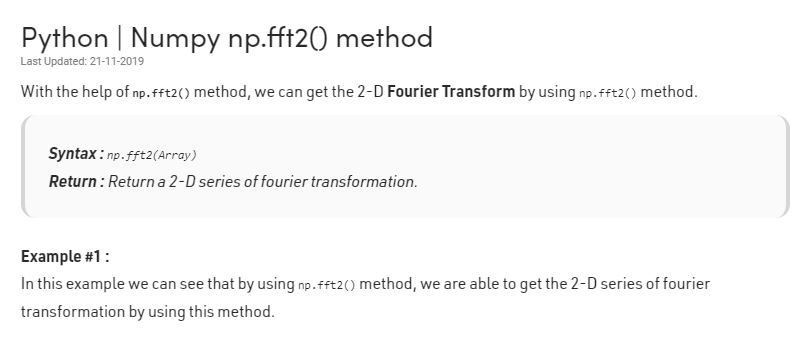 Python | Numpy np.fft2() method
Last Updated: 21-11-2019
With the help of np.fft2() method, we can get the 2-D Fourier Transform by using np.fft2() method.
Syntax : np.fft2(Array)
Return : Return a 2-D series of fourier transformation.
Example #1 :
In this example we can see that by using np.fft2() method, we are able to get the 2-D series of fourier
transformation by using this method.